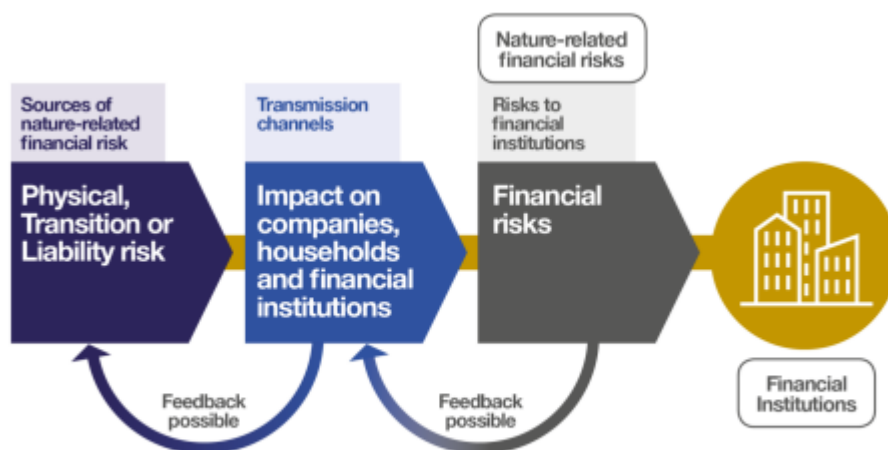 Nature-related
financial risks
Sources of
nature-related
financial risk
Transmission
channels
Risks to
financial
institutions
Physical,
Transition or
Liability risk
Impact on
companies,
households
and financial
institutions
Financial
risks
Feedback
possible
Feedback
possible
Financial
Institutions